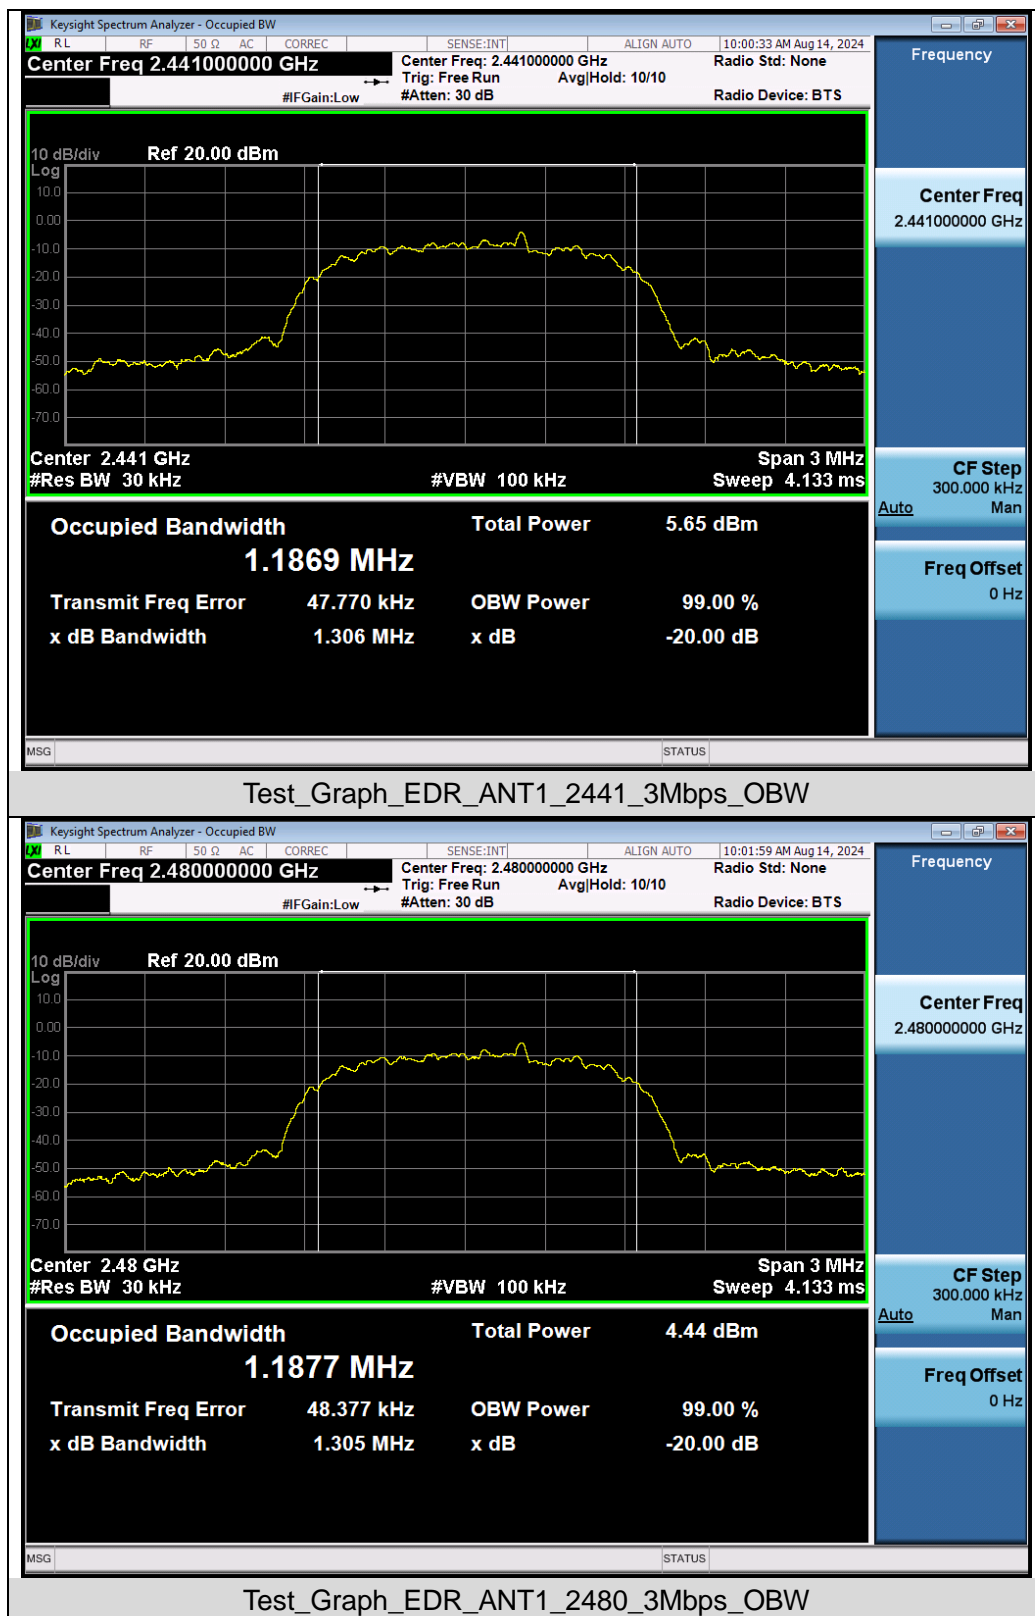 Keysight Spectrum Analyzer - Occupied BW
LXI RL RF 50 Ω AC CORREC SENSE:INT ALIGN AUTO 10:00:33 AM Aug 14, 2024
Center Freq 2.441000000 GHz
Center Freq: 2.441000000 GHz Radio Std: None
Trig: Free Run Avg|Hold: 10/10
#IFGain:Low #Atten: 30 dB Radio Device: BTS
Frequency
10 dB/div Ref 20.00 dBm
Log
10.0
0.00
-10.0
-20.0
-30.0
-40.0
-50.0
-60.0
-70.0
Center 2.441 GHz Span 3 MHz
#Res BW 30 kHz #VBW 100 kHz Sweep 4.133 ms
Center Freq
2.441000000 GHz
CF Step
300.000 kHz
Auto Man
Freq Offset
0 Hz
Occupied Bandwidth Total Power 5.65 dBm
1.1869 MHz
Transmit Freq Error 47.770 kHz OBW Power 99.00 %
x dB Bandwidth 1.306 MHz x dB -20.00 dB
MSG STATUS
Test_Graph_EDR_ANT1_2441_3Mbps_OBW
Keysight Spectrum Analyzer - Occupied BW
LXI RL RF 50 Ω AC CORREC SENSE:INT ALIGN AUTO 10:01:59 AM Aug 14, 2024
Center Freq 2.480000000 GHz
Center Freq: 2.480000000 GHz Radio Std: None
Trig: Free Run Avg|Hold: 10/10
#IFGain:Low #Atten: 30 dB Radio Device: BTS
Frequency
10 dB/div Ref 20.00 dBm
Log
10.0
0.00
-10.0
-20.0
-30.0
-40.0
-50.0
-60.0
-70.0
Center 2.48 GHz Span 3 MHz
#Res BW 30 kHz #VBW 100 kHz Sweep 4.133 ms
Center Freq
2.480000000 GHz
CF Step
300.000 kHz
Auto Man
Freq Offset
0 Hz
Occupied Bandwidth Total Power 4.44 dBm
1.1877 MHz
Transmit Freq Error 48.377 kHz OBW Power 99.00 %
x dB Bandwidth 1.305 MHz x dB -20.00 dB
MSG STATUS
Test_Graph_EDR_ANT1_2480_3Mbps_OBW